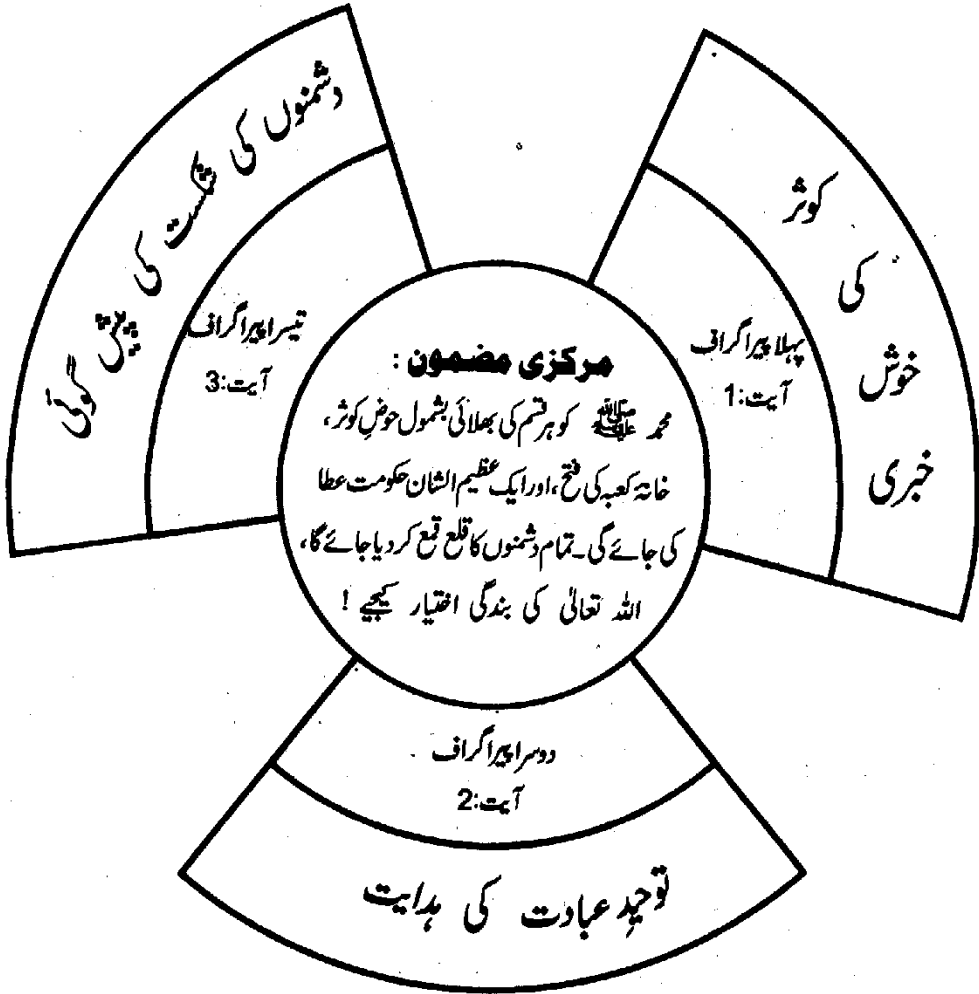 مرکزی مضمون :
محمد ﷺ کو ہر قسم کی بھلائی بشمول حوضِ کوثر،
خانہ کعبہ کی فتح، اور ایک عظیم الشان حکومت عطا
کی جائے گی۔ تمام دشمنوں کا قلع قمع کر دیا جائے گا،
اللہ تعالیٰ کی بندگی اختیار کیجیے !
کوثر
کی
خوش
خبری
پہلا پیراگراف
آیت:1
دوسرا پیراگراف
آیت:2
توحیدِ عبادت کی ہدایت
تیسرا پیراگراف
آیت:3
دشمنوں کی شکست کی پیش گوئی